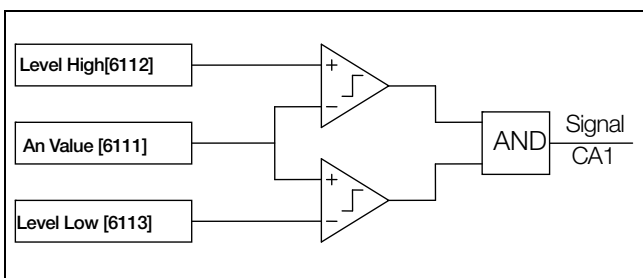 Level High[6112]
+
−
An Value [6111]
+
−
Level Low [6113]
AND
Signal
CA1